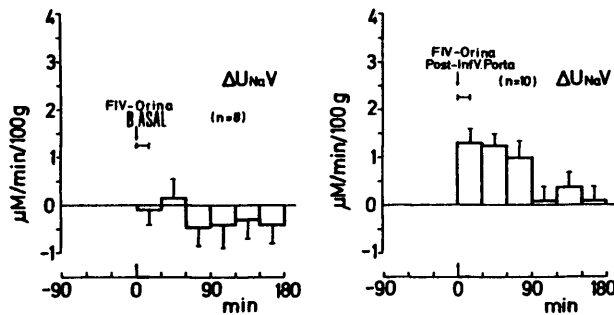 4
3
2
1
0
-1
µM/min/100g
ΔUNaV
FIV-Orina
BASAL
(n=8)
-90
0
90
180
min
4
3
2
1
0
-1
µM/min/100g
FIV-Orina
Post-InfV.Porta
(n=10)
ΔUNaV
-90
0
90
180
min